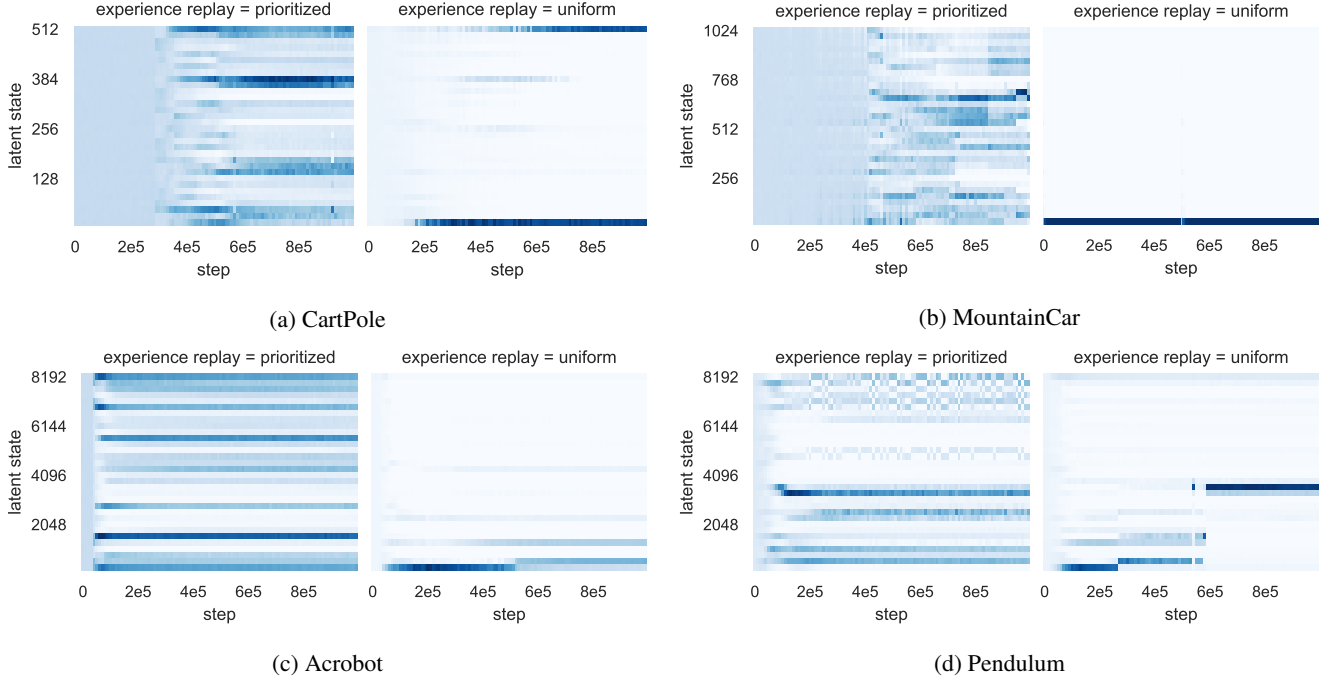 experience replay = prioritized
experience replay = uniform
512
384
256
128
latent state
0 2e5 4e5 6e5 8e5
step
0 2e5 4e5 6e5 8e5
step
(a) CartPole
experience replay = prioritized
experience replay = uniform
1024
768
512
256
latent state
0 2e5 4e5 6e5 8e5
step
0 2e5 4e5 6e5 8e5
step
(b) MountainCar
experience replay = prioritized
experience replay = uniform
8192
6144
4096
2048
latent state
0 2e5 4e5 6e5 8e5
step
0 2e5 4e5 6e5 8e5
step
(c) Acrobot
experience replay = prioritized
experience replay = uniform
8192
6144
4096
2048
latent state
0 2e5 4e5 6e5 8e5
step
0 2e5 4e5 6e5 8e5
step
(d) Pendulum